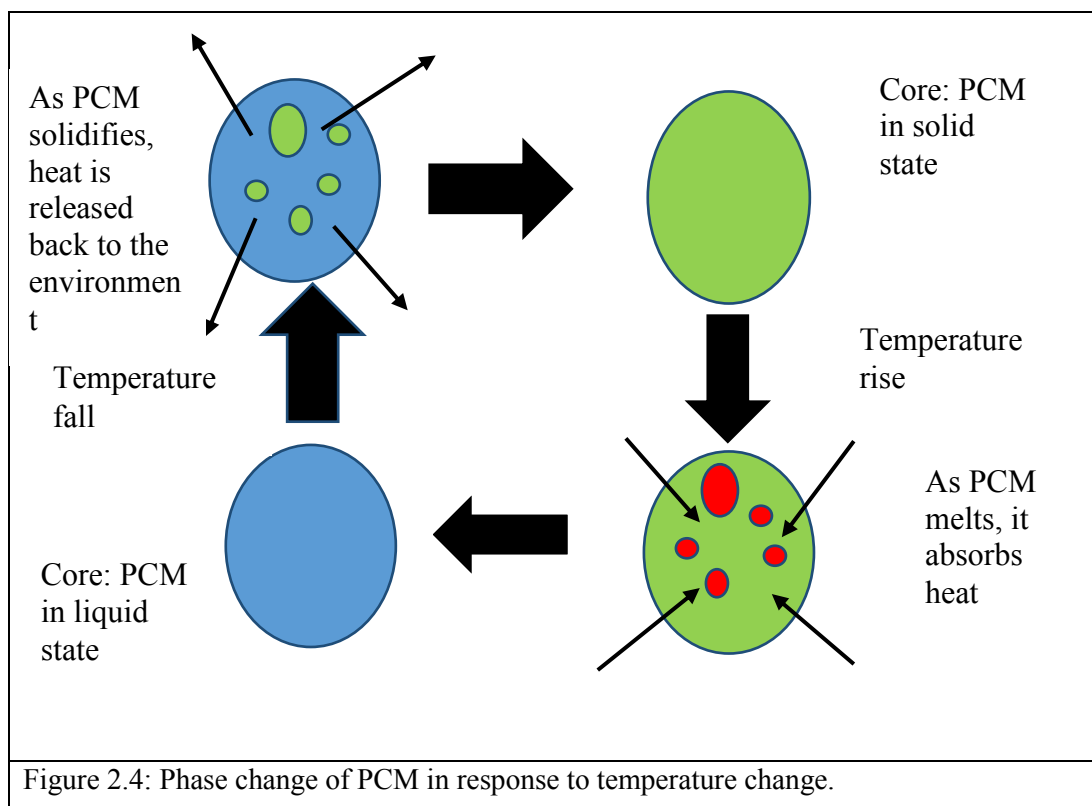 As PCM
solidifies,
heat is
released
back to the
environmen
t
Core: PCM
in solid
state
Temperature
rise
As PCM
melts, it
absorbs
heat
Core: PCM
in liquid
state
Temperature
fall
Figure 2.4: Phase change of PCM in response to temperature change.